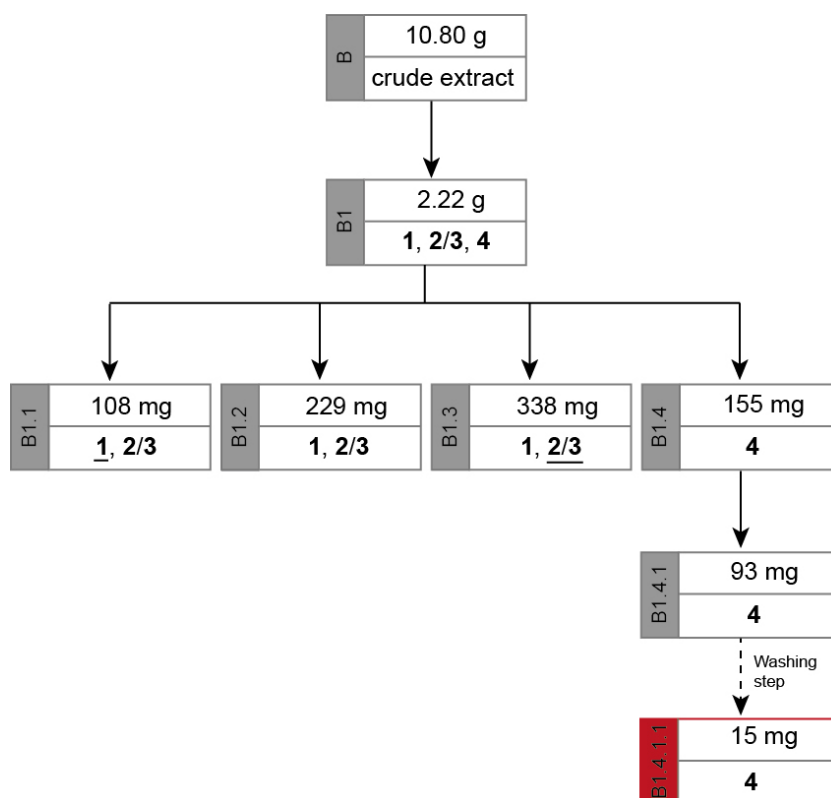 B
10.80 g
crude extract
B1
2.22 g
1, 2/3, 4
B1.1
108 mg
1, 2/3
B1.2
229 mg
1, 2/3
B1.3
338 mg
1, 2/3
B1.4
155 mg
4
B1.4.1
93 mg
4
Washing
step
B1.4.1.1
15 mg
4